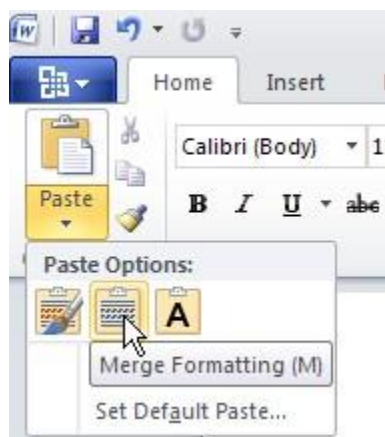 W
Home Insert
Calibri (Body) 1
Paste B I U abc
Paste Options:
A
Merge Formatting (M)
Set Default Paste...